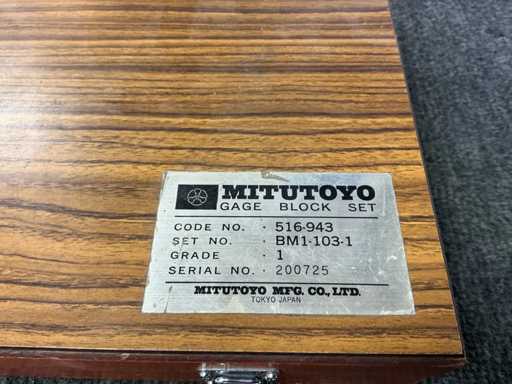 MITUTOYO
GAGE BLOCK SET
CODE NO. · 516-943
SET NO. · BM1-103-1
GRADE · 1
SERIAL NO. · 200725
MITUTOYO MFG. CO., LTD.
TOKYO JAPAN